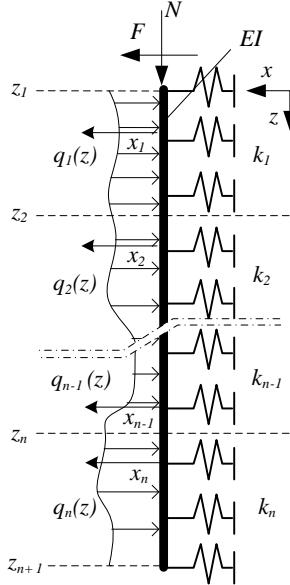 N
F
EI
z1
x
z
x1
q1(z)
k1
z2
x2
q2(z)
k2
qn-1(z)
kn-1
xn-1
zn
xn
qn(z)
kn
zn+1